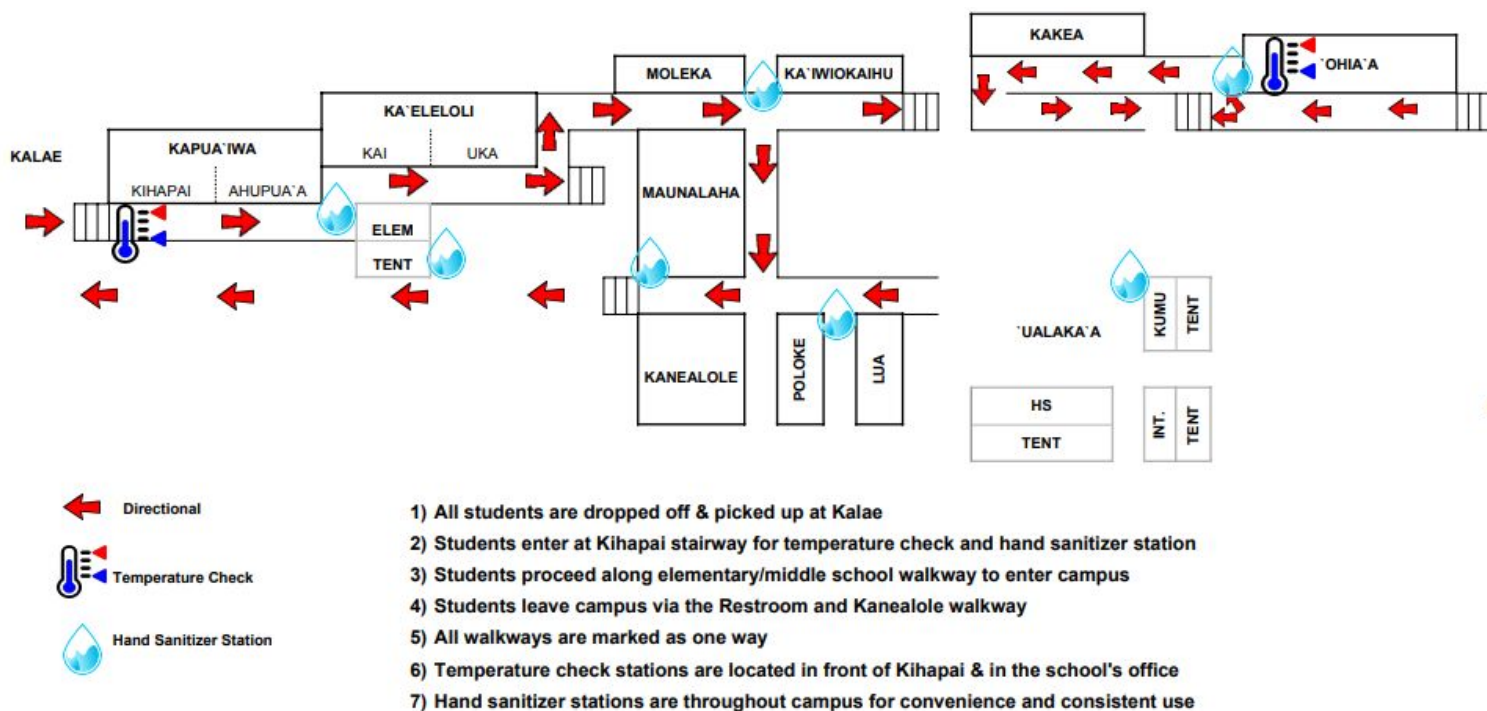 KAKEA
`OHIA`A
MOLEKA
KA`IWIOKAIHU
KA`ELELOLI
KAI
UKA
KAPUA`IWA
KALAE
KIHAPAI
AHUPUA`A
MAUNALAHA
ELEM
TENT
KUMU
TENT
`UALAKA`A
KANEALOLE
POLOKE
LUA
HS
TENT
INT.
TENT
Directional
Temperature Check
Hand Sanitizer Station
1) All students are dropped off & picked up at Kalae
2) Students enter at Kihapai stairway for temperature check and hand sanitizer station
3) Students proceed along elementary/middle school walkway to enter campus
4) Students leave campus via the Restroom and Kanealole walkway
5) All walkways are marked as one way
6) Temperature check stations are located in front of Kihapai & in the school's office
7) Hand sanitizer stations are throughout campus for convenience and consistent use